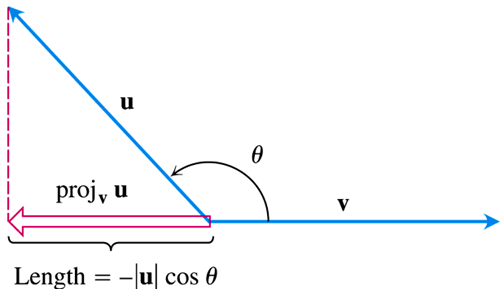 u
θ
proj_v u
v
Length = –|u| cos θ